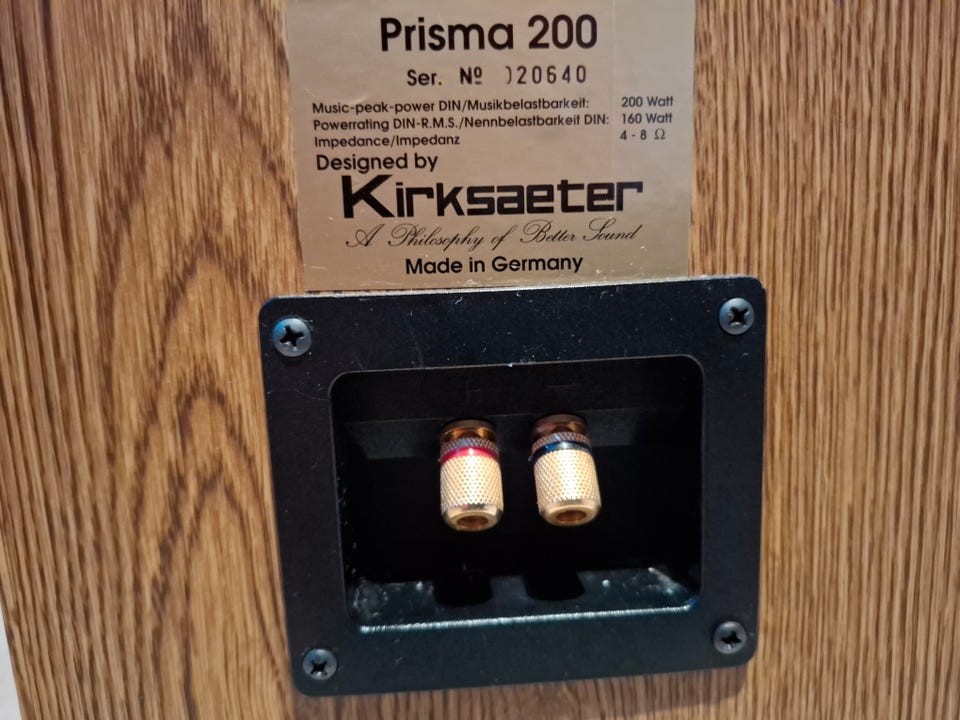 Prisma 200
Ser. Nº 020640
Music-peak-power DIN/Musikbelastbarkeit: 200 Watt
Powerrating DIN-R.M.S./Nennbelastbarkeit DIN: 160 Watt
Impedance/Impedanz 4 - 8 Ω
Designed by
Kirksaeter
A Philosophy of Better Sound
Made in Germany
+ −